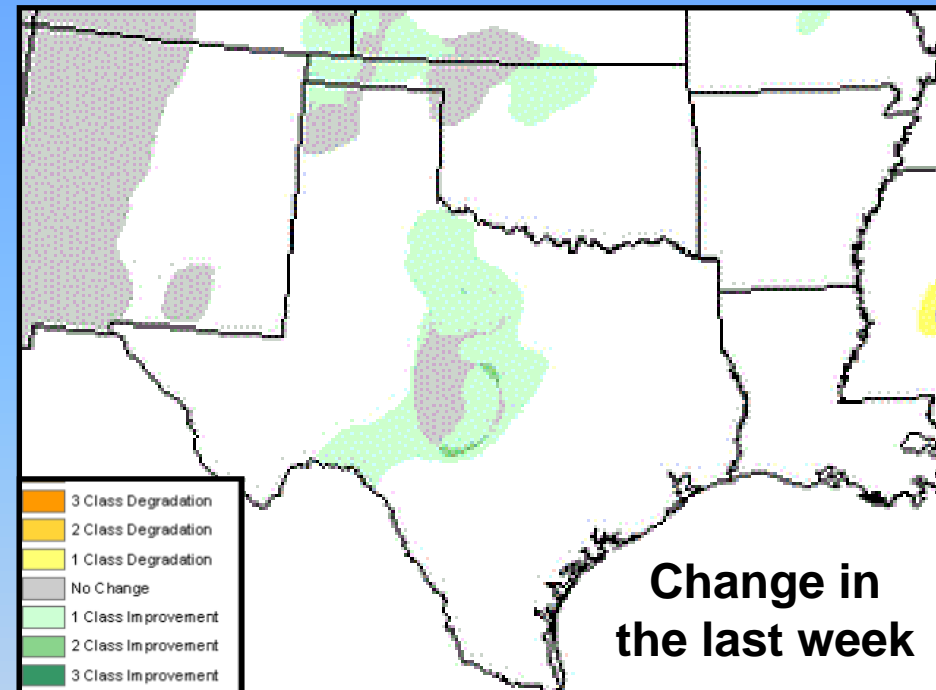 3 Class Degradation
2 Class Degradation
1 Class Degradation
No Change
1 Class Improvement
2 Class Improvement
3 Class Improvement
Change in
the last week